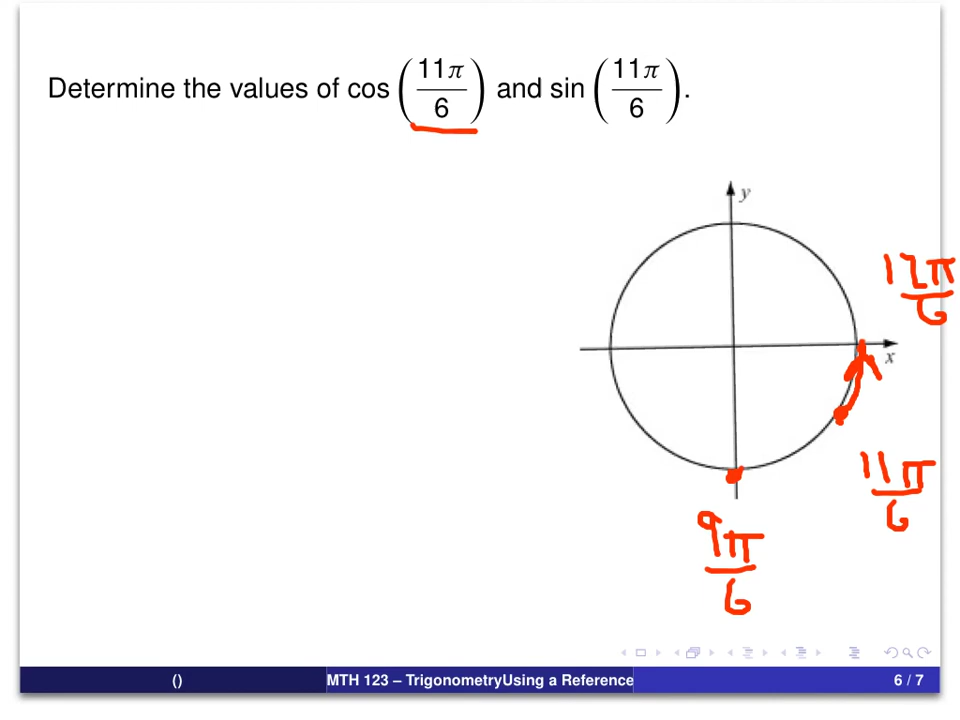 Determine the values of cos (11π/6) and sin (11π/6).
y
12π/6
x
11π/6
9π/6
()
MTH 123 – TrigonometryUsing a Reference
6 / 7